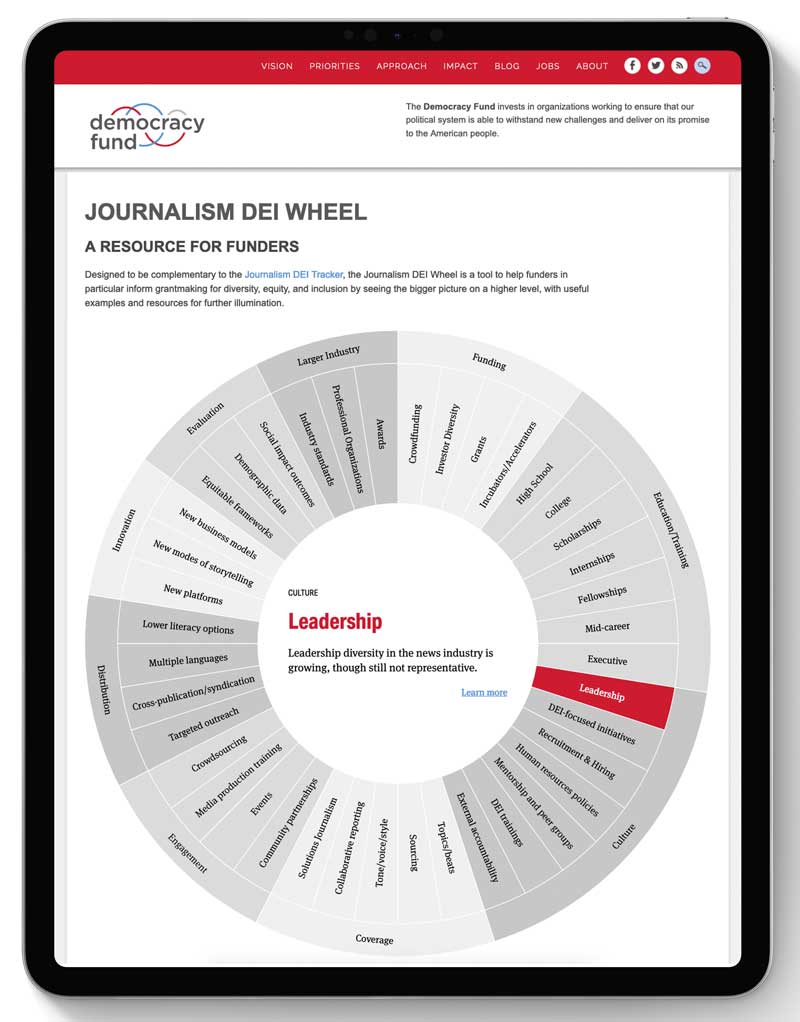 VISION PRIORITIES APPROACH IMPACT BLOG JOBS ABOUT
democracy
fund
The Democracy Fund invests in organizations working to ensure that our
political system is able to withstand new challenges and deliver on its promise
to the American people.
JOURNALISM DEI WHEEL
A RESOURCE FOR FUNDERS
Designed to be complementary to the Journalism DEI Tracker, the Journalism DEI Wheel is a tool to help funders in
particular inform grantmaking for diversity, equity, and inclusion by seeing the bigger picture on a higher level, with useful
examples and resources for further illumination.
Funding
Crowdfunding
Investor Diversity
Grants
Incubators/Accelerators
Education/Training
High School
College
Scholarships
Internships
Fellowships
Mid-career
Executive
Culture
Leadership
DEI-focused initiatives
Recruitment & Hiring
Human resources policies
Mentorship and peer groups
DEI trainings
External accountability
Coverage
Topics/beats
Sourcing
Tone/voice/style
Collaborative reporting
Solutions Journalism
Engagement
Community partnerships
Events
Media production training
Crowdsourcing
Distribution
Targeted outreach
Cross-publication/syndication
Multiple languages
Lower literacy options
Innovation
New platforms
New modes of storytelling
New business models
Evaluation
Equitable frameworks
Demographic data
Social impact outcomes
Larger Industry
Industry standards
Professional Organizations
Awards
CULTURE
Leadership
Leadership diversity in the news industry is
growing, though still not representative.
Learn more